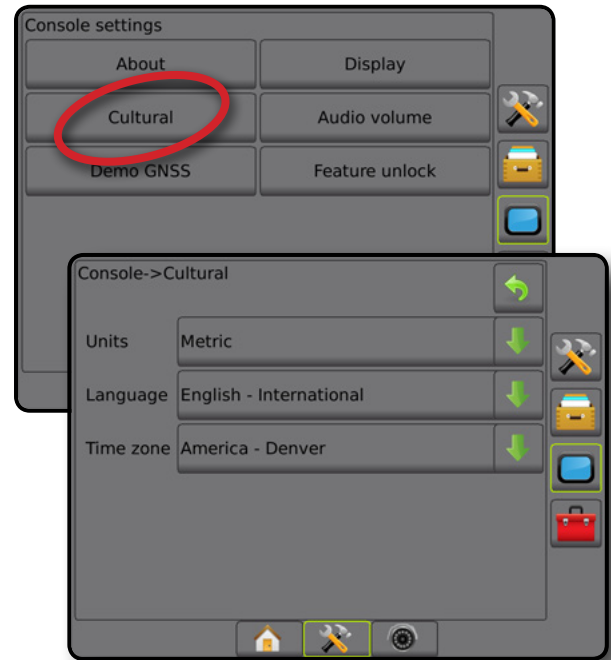 Console settings
About Display
Cultural Audio volume
Demo GNSS Feature unlock
Console->Cultural
Units Metric
Language English - International
Time zone America - Denver